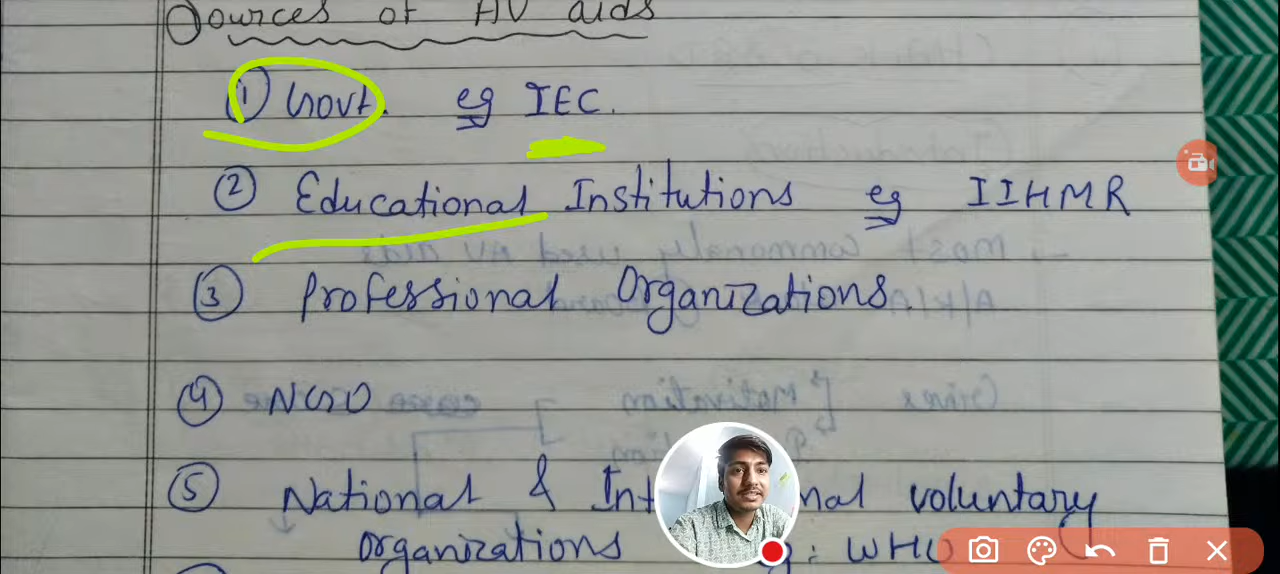 Sources of AV aids
① Govt. eg IEC.
② Educational Institutions eg IIHMR
③ Professional Organizations.
④ NGO
⑤ National & Int nal voluntary
organizations g: WHO